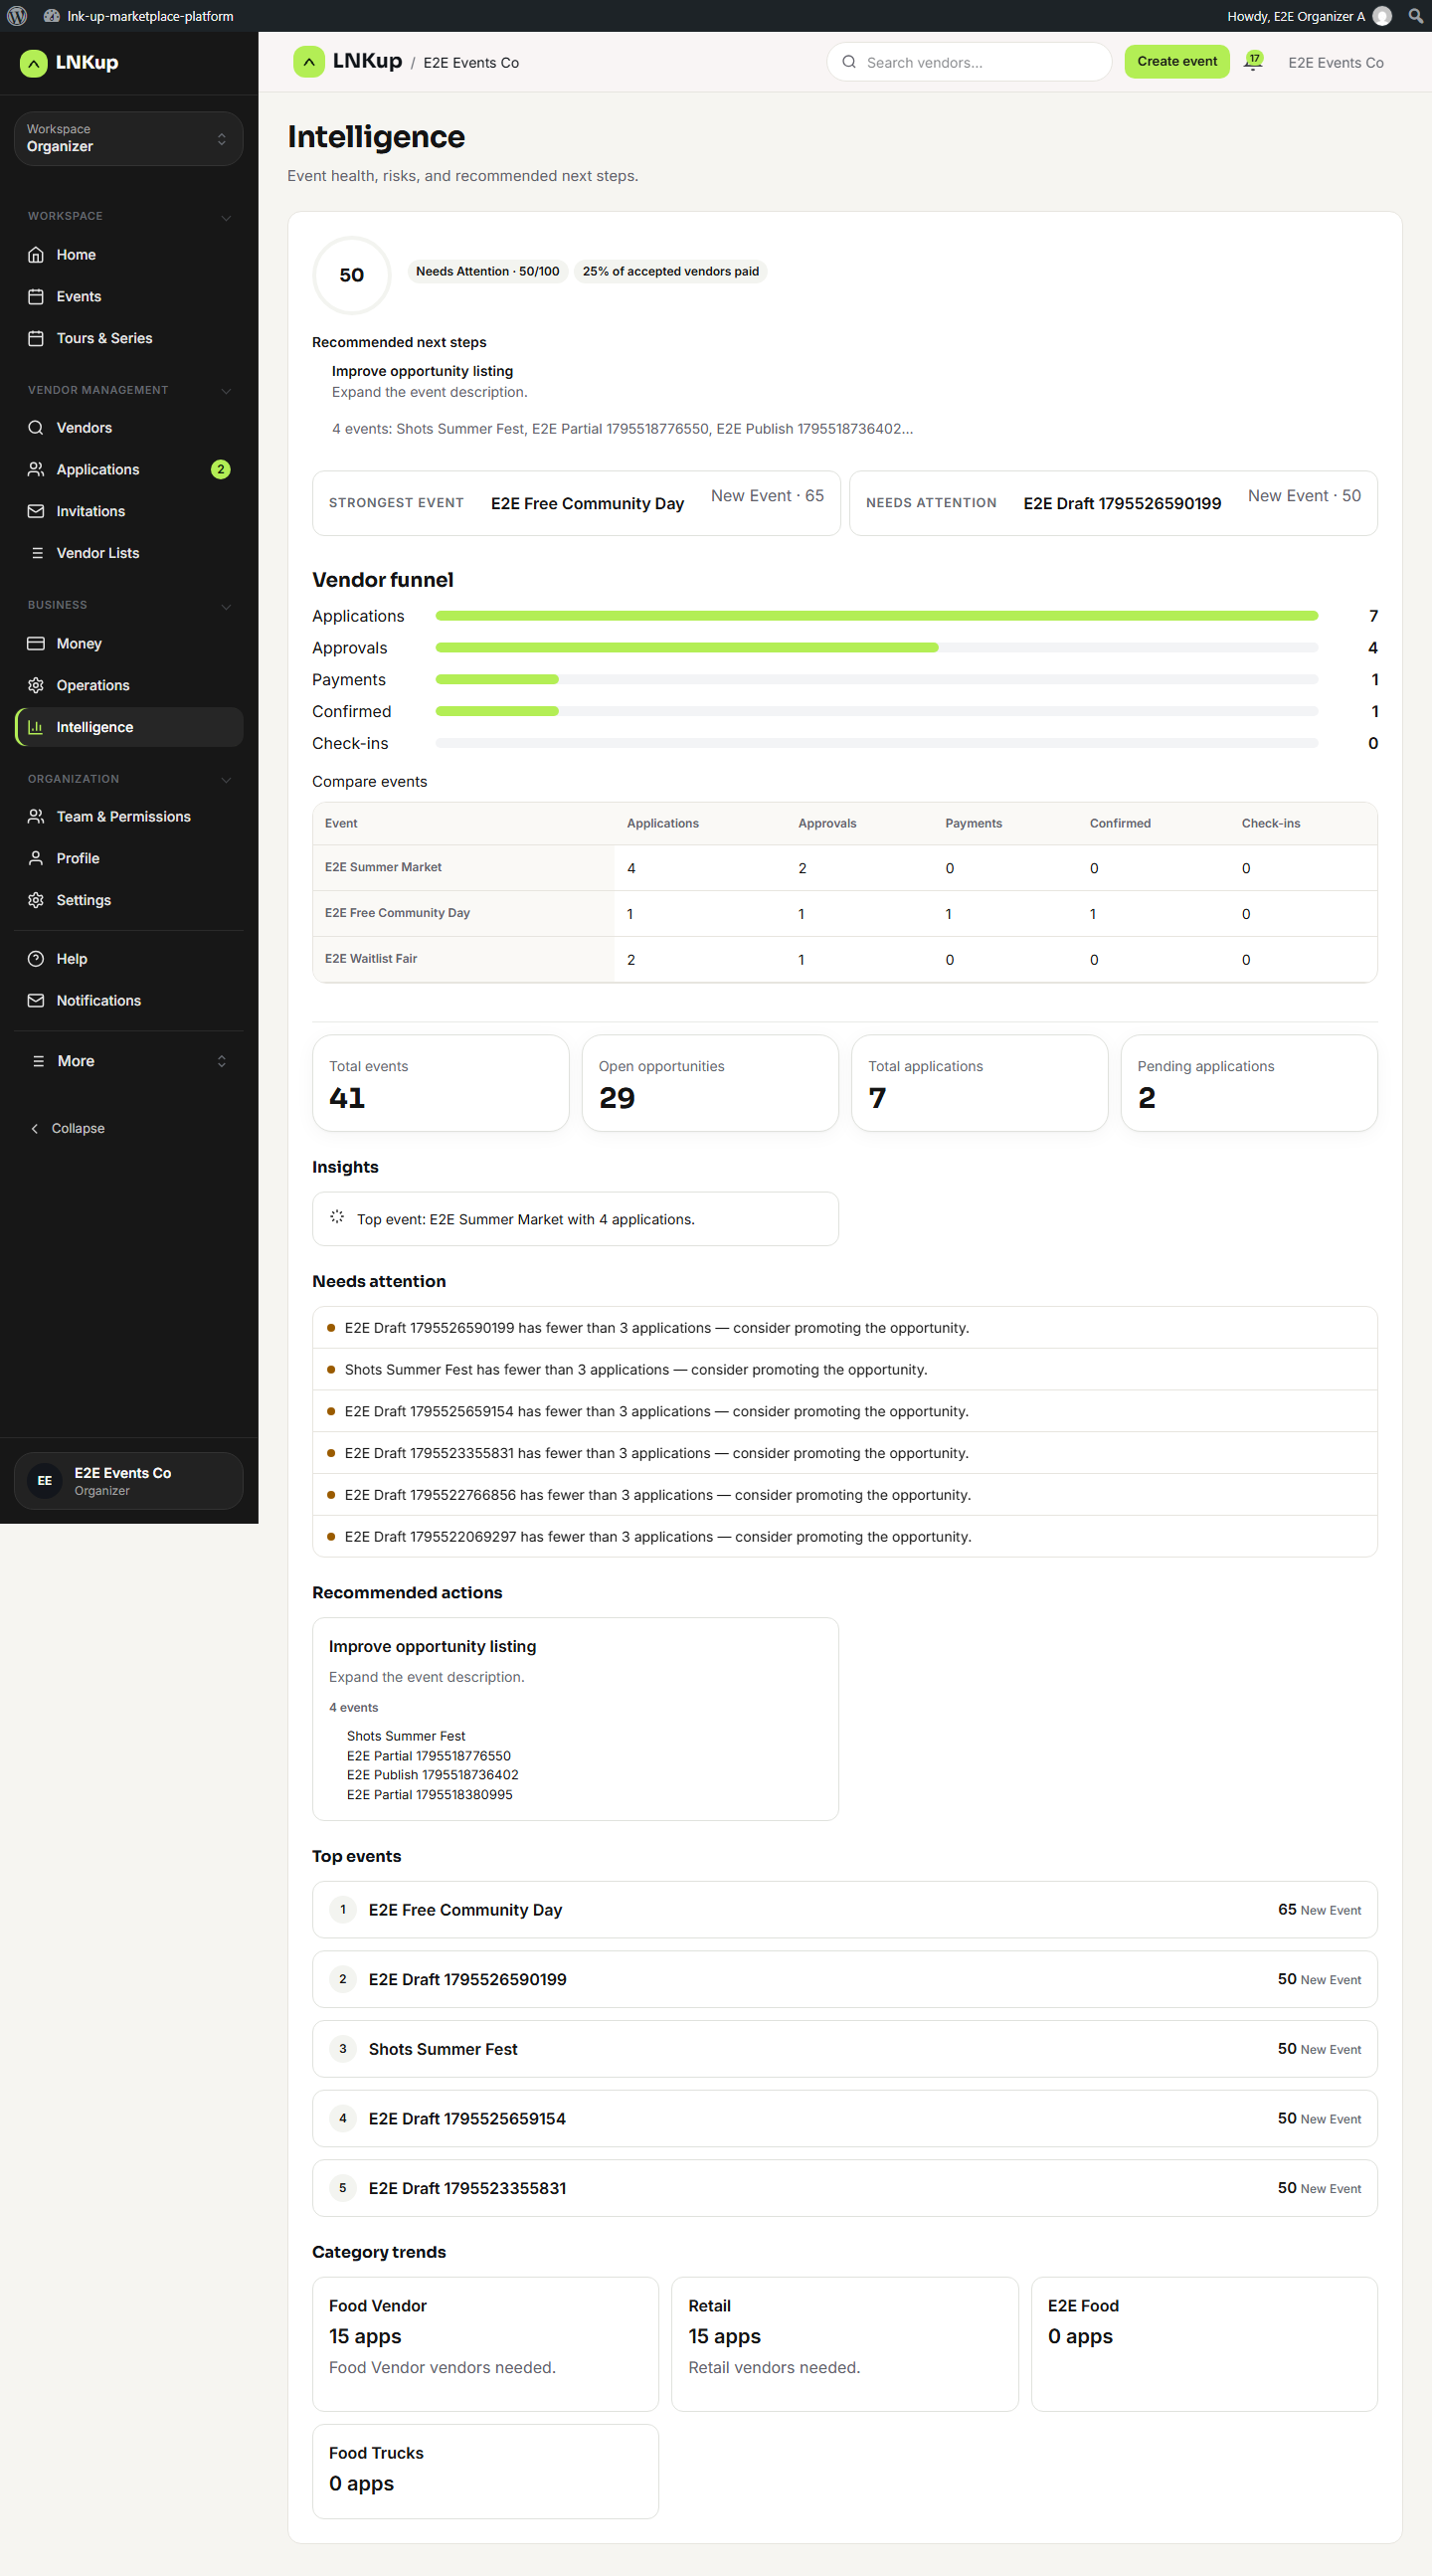 lnk-up-marketplace-platform
Howdy, E2E Organizer A
LNKup
Workspace
Organizer
WORKSPACE
Home
Events
Tours & Series
VENDOR MANAGEMENT
Vendors
Applications 2
Invitations
Vendor Lists
BUSINESS
Money
Operations
Intelligence
ORGANIZATION
Team & Permissions
Profile
Settings
Help
Notifications
More
Collapse
EE
E2E Events Co
Organizer
LNKup / E2E Events Co
Search vendors...
Create event
17
E2E Events Co
Intelligence
Event health, risks, and recommended next steps.
50
Needs Attention · 50/100
25% of accepted vendors paid
Recommended next steps
Improve opportunity listing
Expand the event description.
4 events: Shots Summer Fest, E2E Partial 1795518776550, E2E Publish 1795518736402...
STRONGEST EVENT E2E Free Community Day New Event · 65
NEEDS ATTENTION E2E Draft 1795526590199 New Event · 50
Vendor funnel
Applications 7
Approvals 4
Payments 1
Confirmed 1
Check-ins 0
Compare events
Event Applications Approvals Payments Confirmed Check-ins
E2E Summer Market 4 2 0 0 0
E2E Free Community Day 1 1 1 1 0
E2E Waitlist Fair 2 1 0 0 0
Total events
41
Open opportunities
29
Total applications
7
Pending applications
2
Insights
Top event: E2E Summer Market with 4 applications.
Needs attention
E2E Draft 1795526590199 has fewer than 3 applications — consider promoting the opportunity.
Shots Summer Fest has fewer than 3 applications — consider promoting the opportunity.
E2E Draft 1795525659154 has fewer than 3 applications — consider promoting the opportunity.
E2E Draft 1795523355831 has fewer than 3 applications — consider promoting the opportunity.
E2E Draft 1795522766856 has fewer than 3 applications — consider promoting the opportunity.
E2E Draft 1795522069297 has fewer than 3 applications — consider promoting the opportunity.
Recommended actions
Improve opportunity listing
Expand the event description.
4 events
Shots Summer Fest
E2E Partial 1795518776550
E2E Publish 1795518736402
E2E Partial 1795518380995
Top events
1 E2E Free Community Day 65 New Event
2 E2E Draft 1795526590199 50 New Event
3 Shots Summer Fest 50 New Event
4 E2E Draft 1795525659154 50 New Event
5 E2E Draft 1795523355831 50 New Event
Category trends
Food Vendor
15 apps
Food Vendor vendors needed.
Retail
15 apps
Retail vendors needed.
E2E Food
0 apps
Food Trucks
0 apps